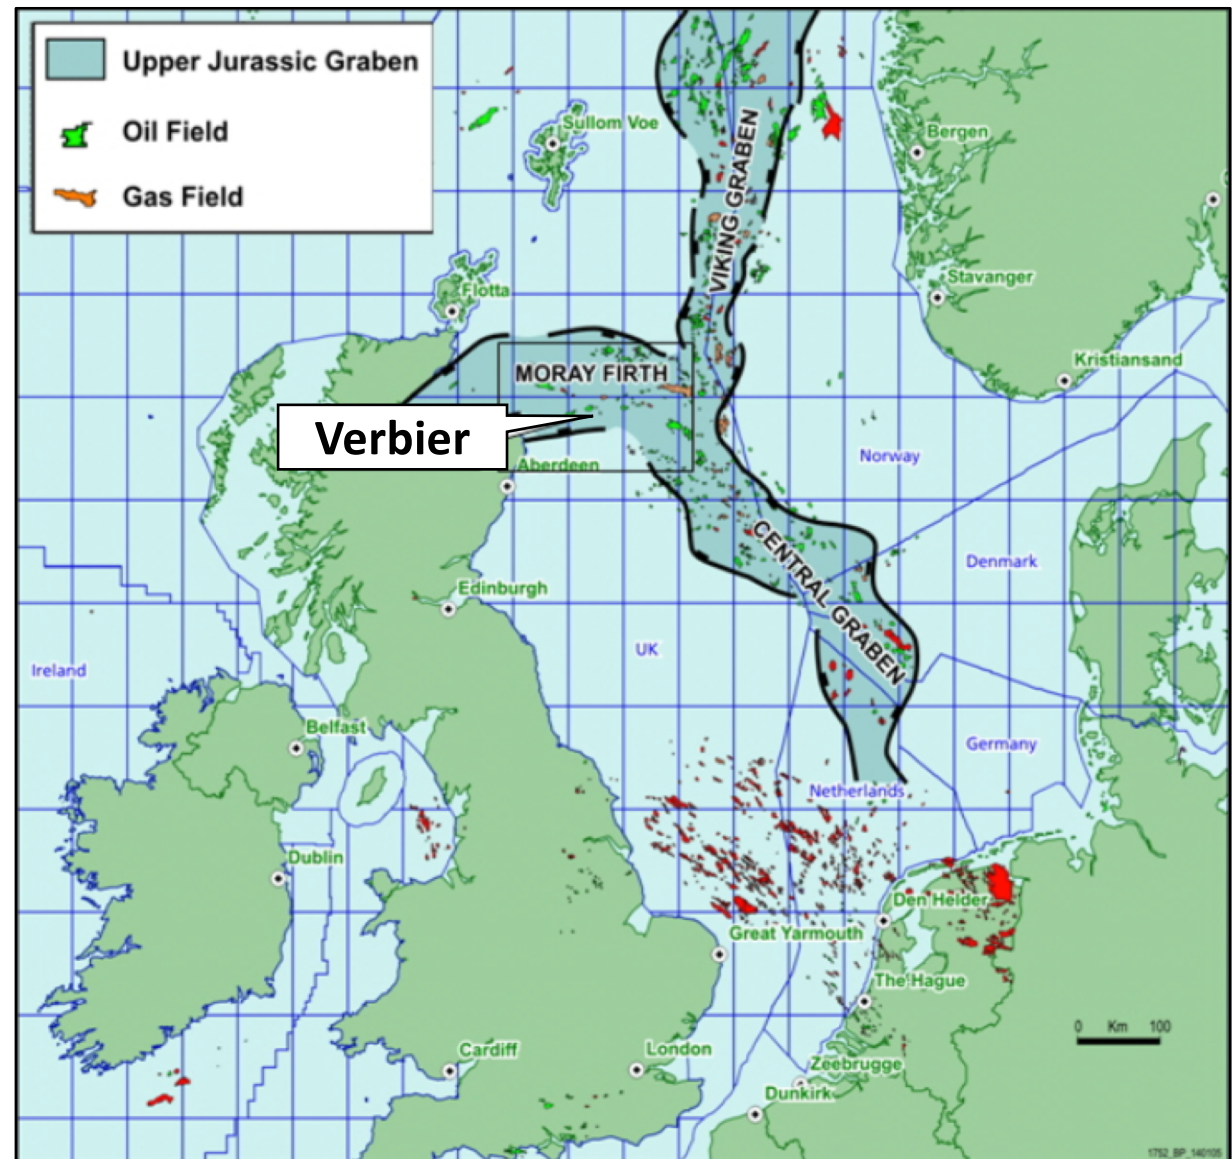 Upper Jurassic Graben
Oil Field
Gas Field
Sullom Voe
Bergen
VIKING GRABEN
Flotta
Stavanger
Kristiansand
MORAY FIRTH
Verbier
Aberdeen
Norway
CENTRAL GRABEN
Denmark
Edinburgh
UK
Ireland
Belfast
Germany
Netherlands
Dublin
Den Helder
Great Yarmouth
The Hague
0 Km 100
Cardiff
London
Zeebrugge
Dunkirk